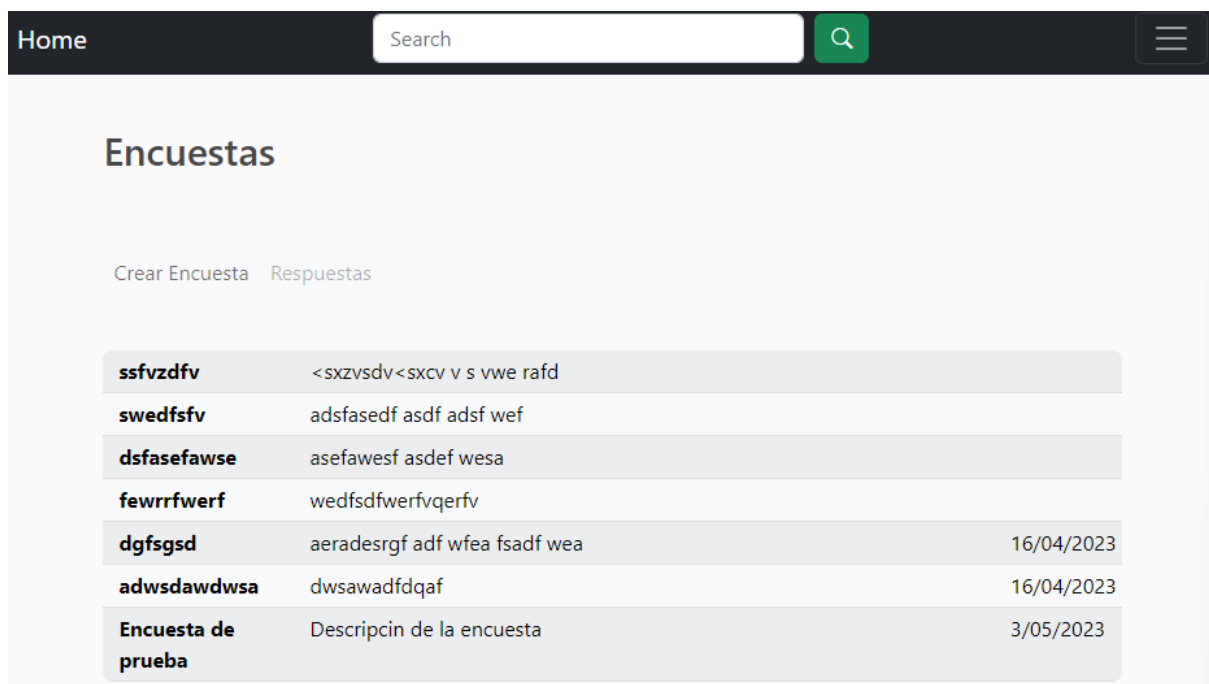 Home Search
Encuestas
Crear Encuesta Respuestas
ssfvzdfv <sxzvsdv<sxcv v s vwe rafd
swedfsfv adsfasedf asdf adsf wef
dsfasefawse asefawesf asdef wesa
fewrrfwerf wedfsdfwerfvqerfv
dgfsgsd aeradesrgf adf wfea fsadf wea 16/04/2023
adwsdawdwsa dwsawadfdqaf 16/04/2023
Encuesta de Descripcin de la encuesta 3/05/2023
prueba